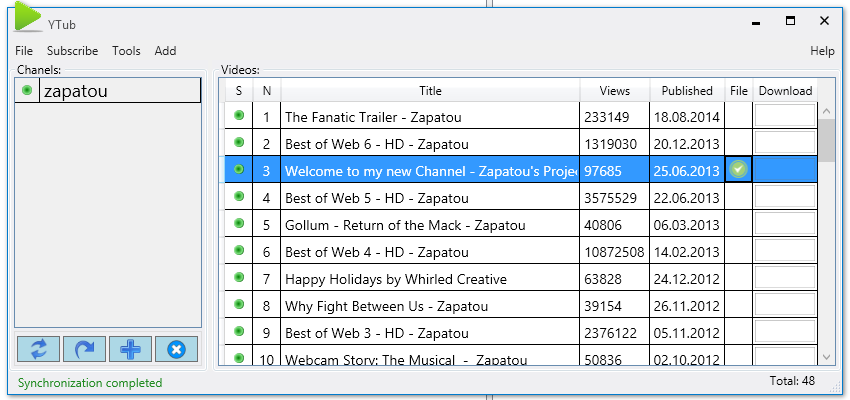 YTub
File Subscribe Tools Add Help
Chanels: Videos:
zapatou
S N Title Views Published File Download
1 The Fanatic Trailer - Zapatou 233149 18.08.2014
2 Best of Web 6 - HD - Zapatou 1319030 20.12.2013
3 Welcome to my new Channel - Zapatou's Projec 97685 25.06.2013
4 Best of Web 5 - HD - Zapatou 3575529 22.06.2013
5 Gollum - Return of the Mack - Zapatou 40806 06.03.2013
6 Best of Web 4 - HD - Zapatou 10872508 14.02.2013
7 Happy Holidays by Whirled Creative 63828 24.12.2012
8 Why Fight Between Us - Zapatou 39154 26.11.2012
9 Best of Web 3 - HD - Zapatou 2376122 05.11.2012
10 Webcam Story: The Musical - Zapatou 50836 02.10.2012
Synchronization completed Total: 48